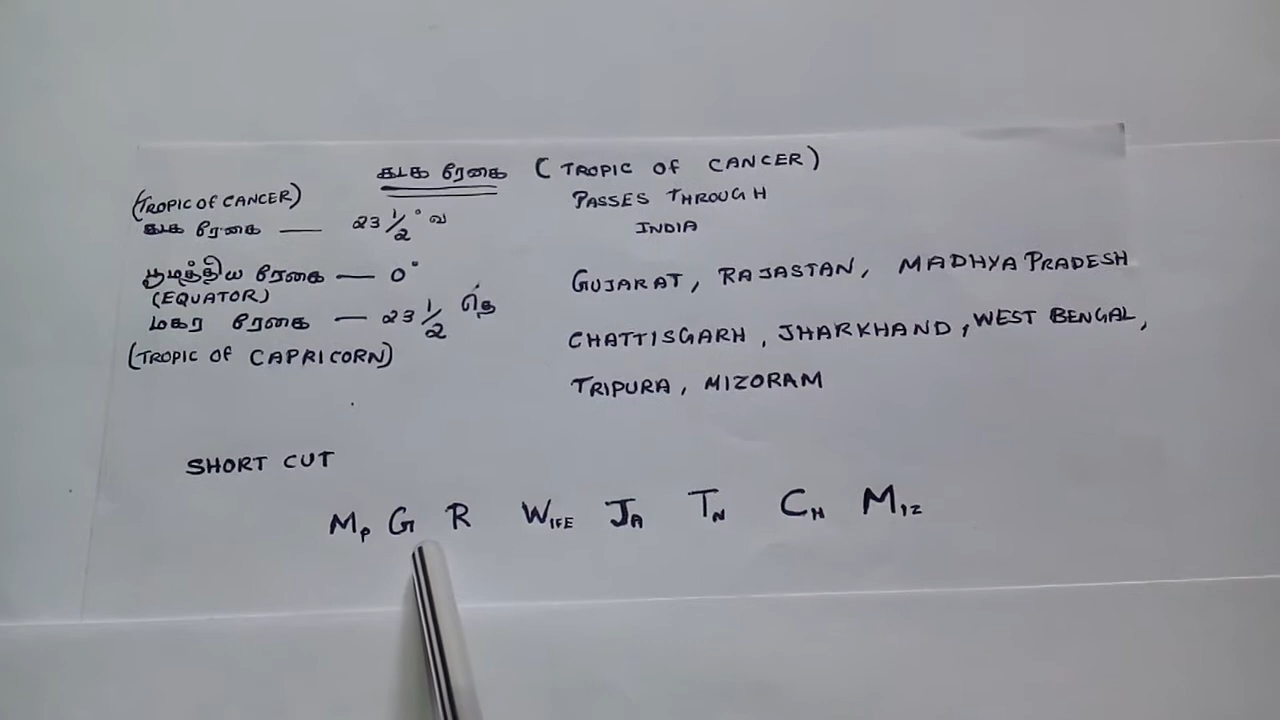 கடக ரேகை (TROPIC OF CANCER)
PASSES THROUGH
INDIA
(TROPIC OF CANCER)
கடக ரேகை — 23 1/2° வ
பூமத்திய ரேகை — 0°
(EQUATOR)
மகர ரேகை — 23 1/2 தெ
(TROPIC OF CAPRICORN)
GUJARAT, RAJASTAN, MADHYA PRADESH
CHATTISGARH, JHARKHAND, WEST BENGAL,
TRIPURA, MIZORAM
SHORT CUT
MP G R WIFE JA TN CH MIZ